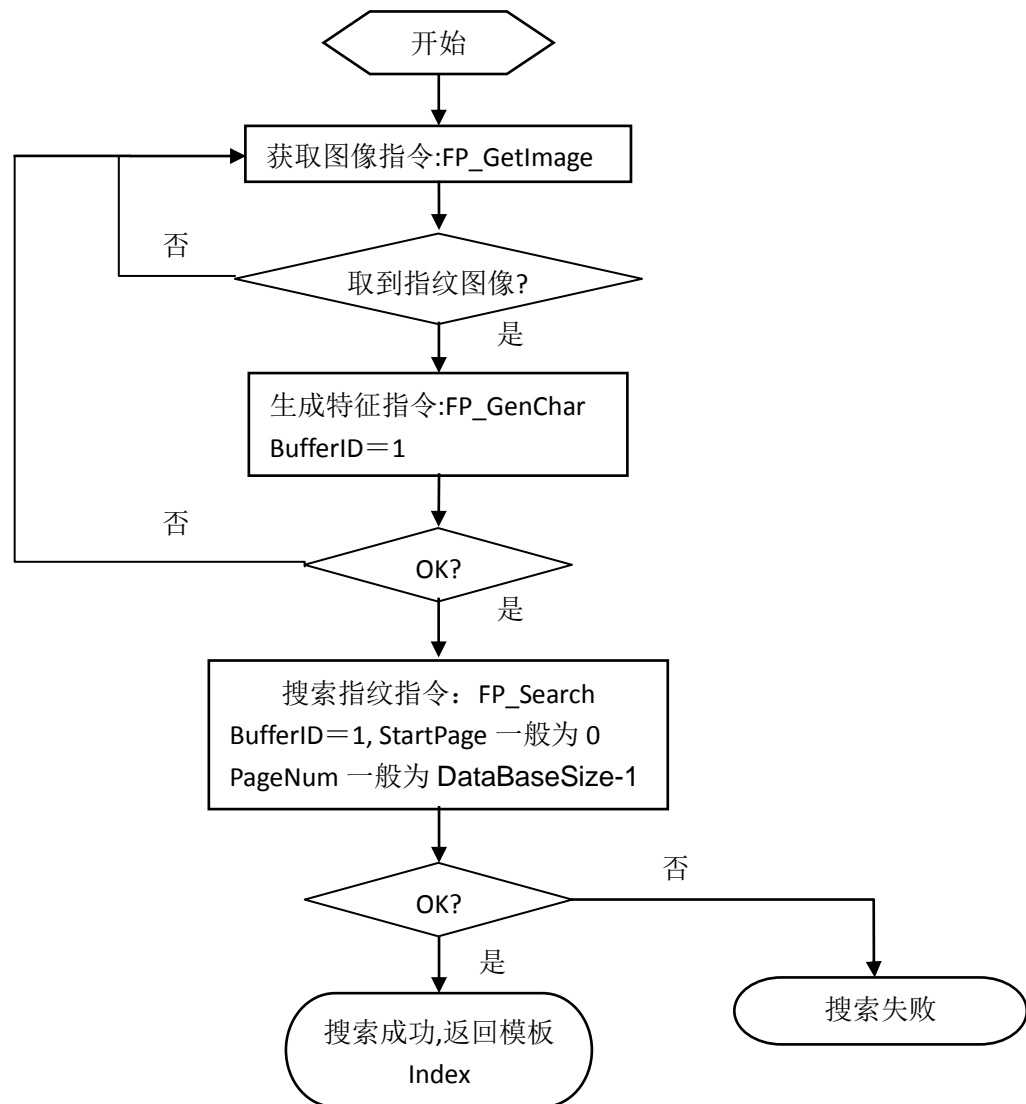 开始
获取图像指令:FP_GetImage
否
取到指纹图像?
是
生成特征指令:FP_GenChar
BufferID＝1
否
OK?
是
搜索指纹指令：FP_Search
BufferID＝1, StartPage 一般为 0
PageNum 一般为 DataBaseSize-1
否
OK?
是
搜索成功,返回模板
Index
搜索失败